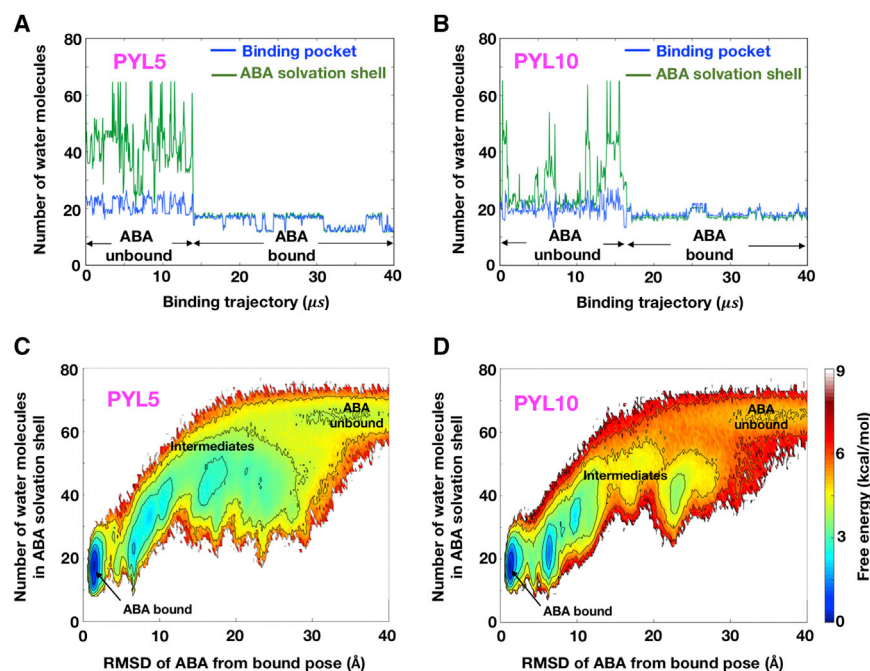 A
B
80
60
40
20
0
Number of water molecules
PYL5
Binding pocket
ABA solvation shell
ABA
unbound
ABA
bound
0 10 20 30 40
Binding trajectory (μs)
80
60
40
20
0
Number of water molecules
PYL10
Binding pocket
ABA solvation shell
ABA
unbound
ABA
bound
0 10 20 30 40
Binding trajectory (μs)
C
D
80
60
40
20
0
Number of water molecules
in ABA solvation shell
PYL5
Intermediates
ABA
unbound
ABA bound
0 10 20 30 40
RMSD of ABA from bound pose (Å)
80
60
40
20
0
Number of water molecules
in ABA solvation shell
PYL10
Intermediates
ABA
unbound
ABA bound
0 10 20 30 40
RMSD of ABA from bound pose (Å)
9
6
3
0
Free energy (kcal/mol)